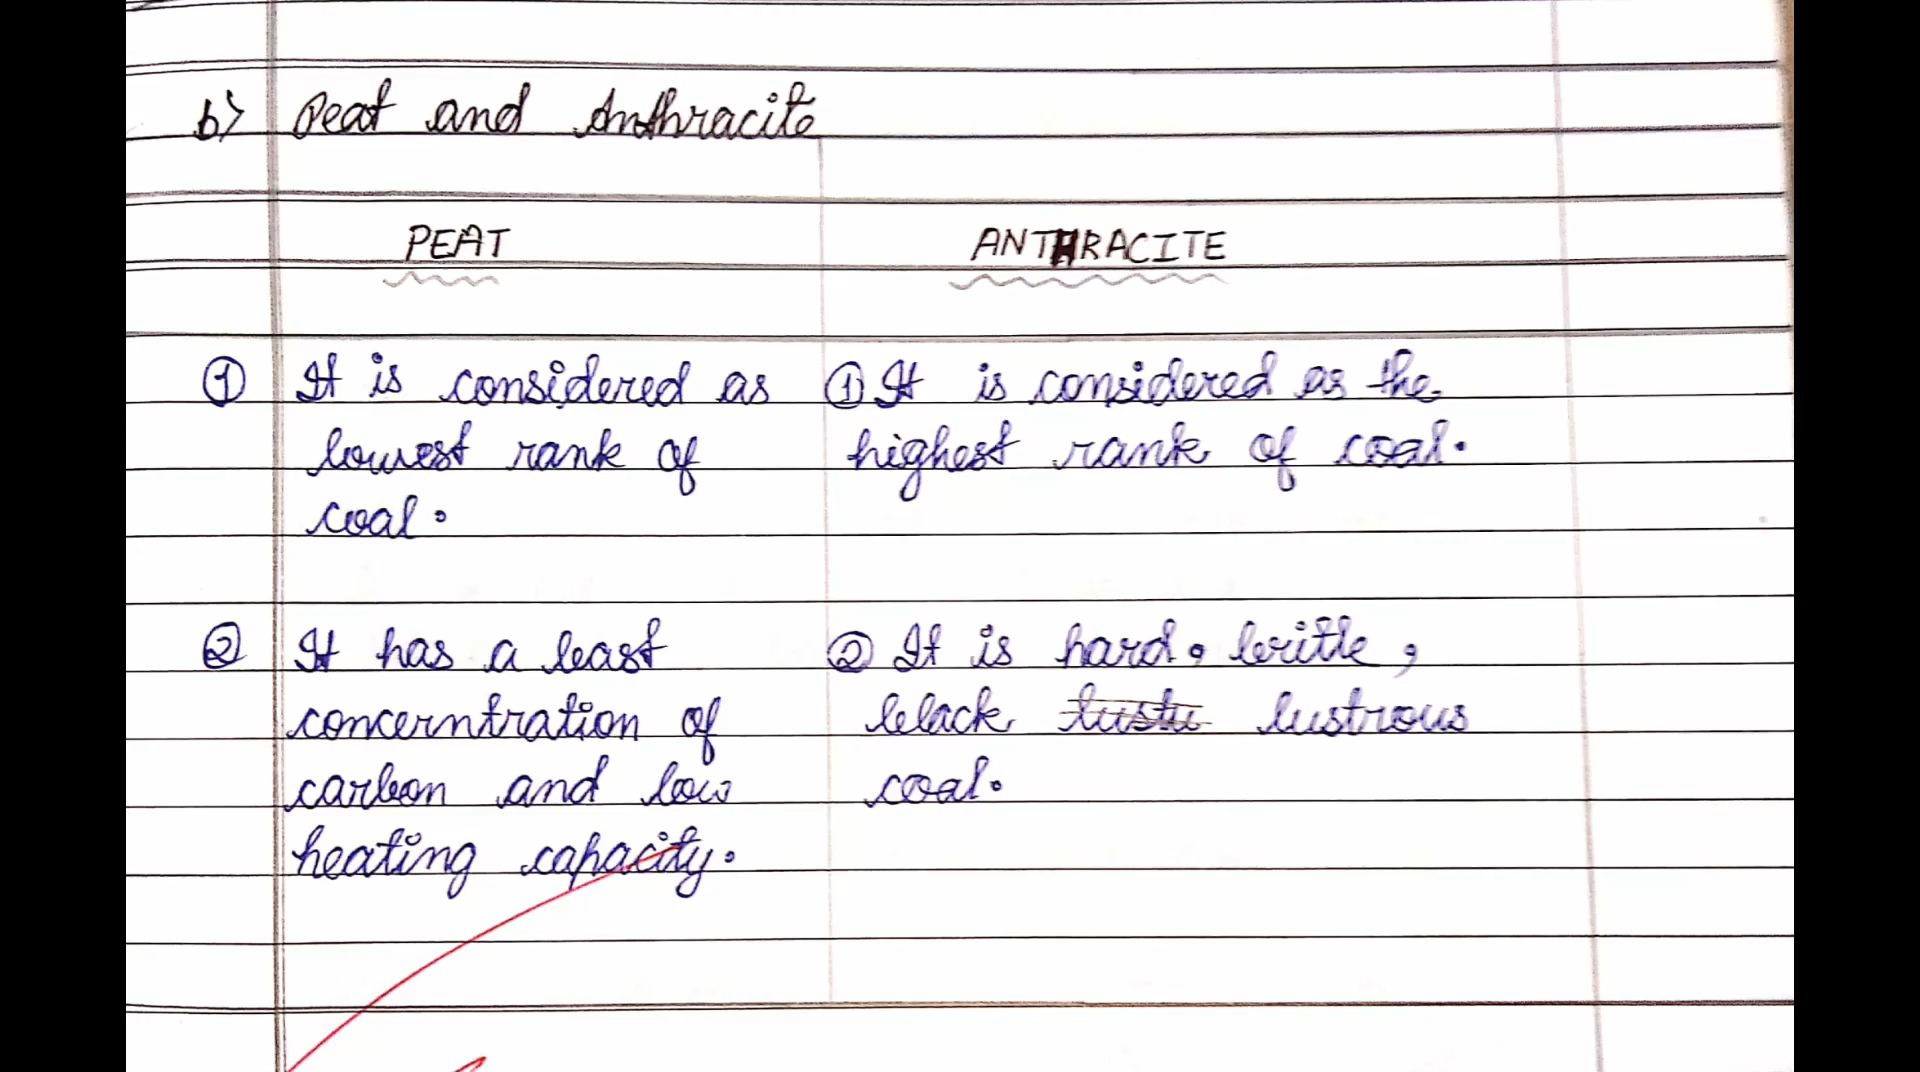 b) Peat and Anthracite
PEAT ANTHRACITE
① It is considered as
lowest rank of
coal.
① It is considered as the
highest rank of coal.
② It has a least
concerntration of
carbon and low
heating capacity.
② It is hard, brittle,
black lustrous
coal.